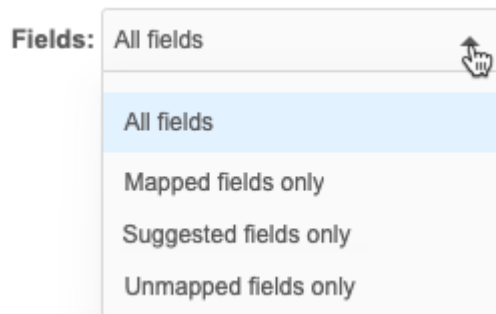 Fields: All fields
All fields
Mapped fields only
Suggested fields only
Unmapped fields only